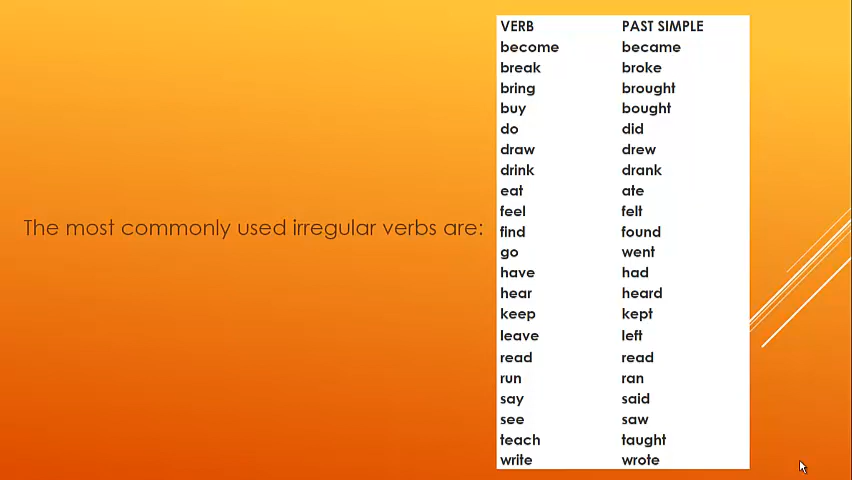 The most commonly used irregular verbs are:
VERB PAST SIMPLE
become became
break broke
bring brought
buy bought
do did
draw drew
drink drank
eat ate
feel felt
find found
go went
have had
hear heard
keep kept
leave left
read read
run ran
say said
see saw
teach taught
write wrote